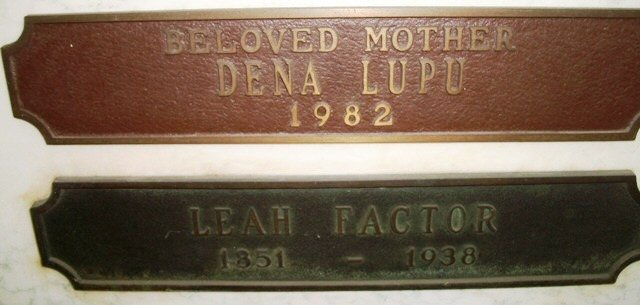 BELOVED MOTHER
DENA LUPU
1982
LEAH FACTOR
1851 - 1938